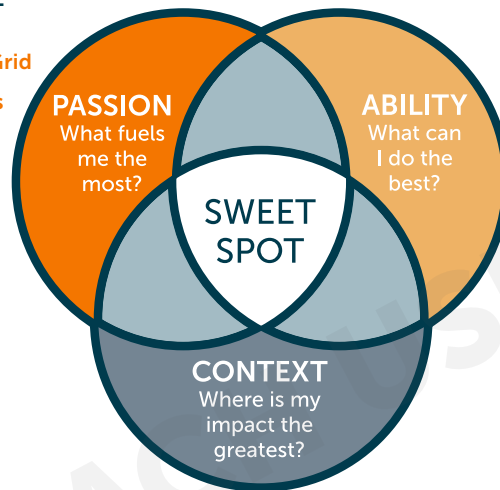 Grid
s
PASSION
What fuels
me the
most?
ABILITY
What can
I do the
best?
SWEET
SPOT
CONTEXT
Where is my
impact the
greatest?